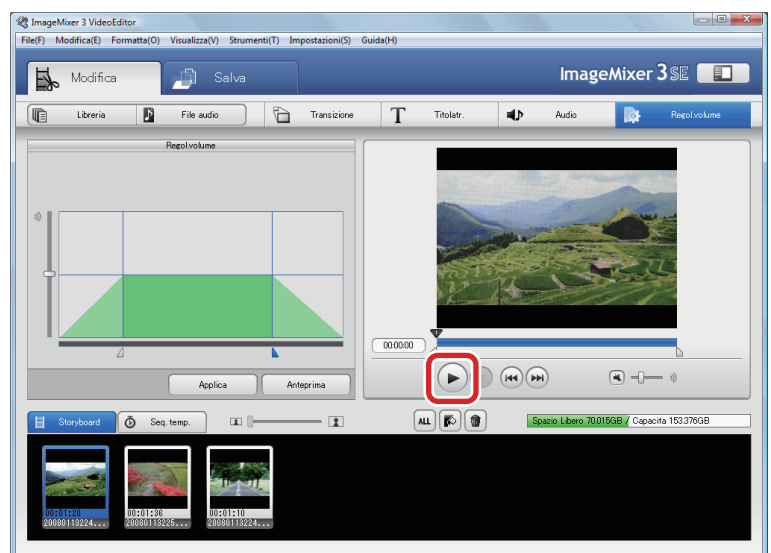 ImageMixer 3 VideoEditor
File(F) Modifica(E) Formatta(O) Visualizza(V) Strumenti(T) Impostazioni(S) Guida(H)
Modifica Salva ImageMixer 3 SE
Libreria File audio Transizione T Titolatr. Audio Regol.volume
Regol.volume
00:00:00
Applica Anteprima
Storyboard Seq. temp. ALL Spazio Libero 70.015GB / Capacita 153.376GB
00:01:20 00:01:36 00:01:10
20080113224... 20080113225... 20080113224...